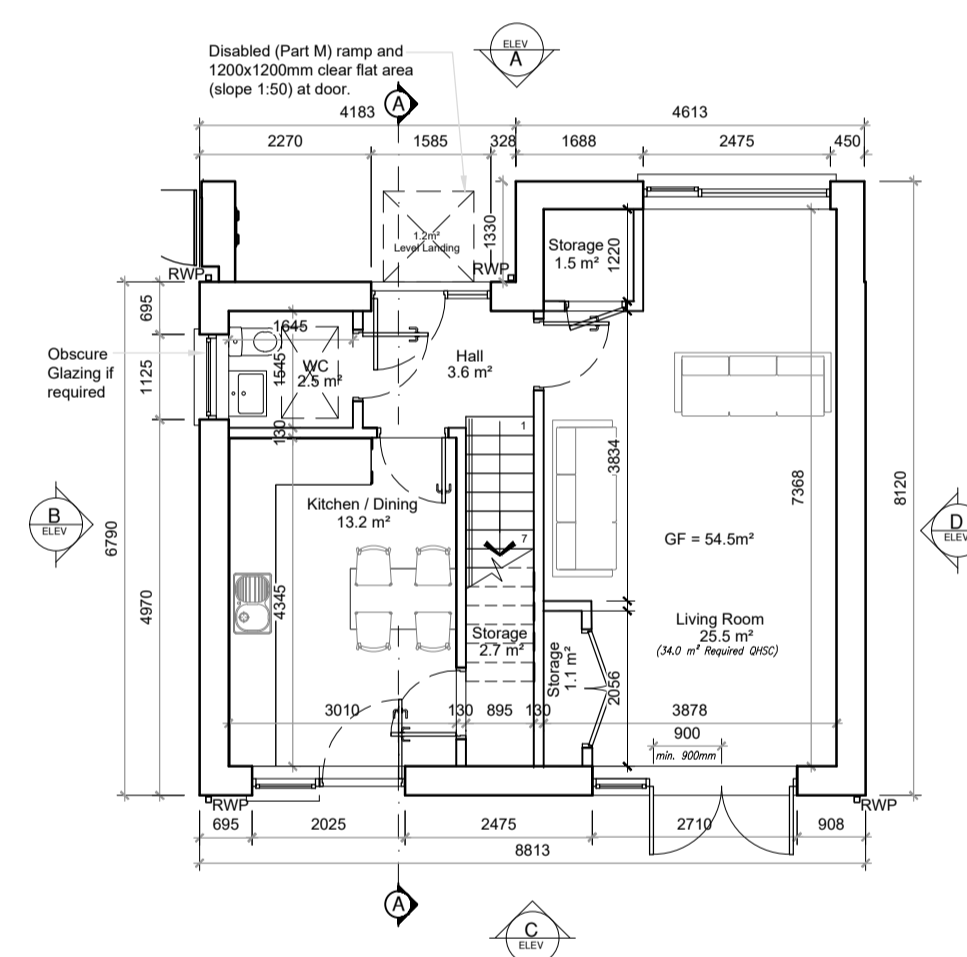 Disabled (Part M) ramp and
1200x1200mm clear flat area
(slope 1:50) at door.
ELEV
A
A
4183
4613
2270
1585
328
1688
2475
450
1.2m²
Level Landing
1330
RWP
RWP
Storage
1.5 m²
1220
695
1125
4970
6790
Obscure
Glazing if
required
1645
1545
WC
2.5 m²
130
Hall
3.6 m²
1
7
3834
7368
8120
B
ELEV
D
ELEV
Kitchen / Dining
13.2 m²
4345
GF = 54.5m²
Storage
2.7 m²
Storage
1.1 m²
2056
Living Room
25.5 m²
(34.0 m² Required QHSC)
3010
130
895
130
3878
900
min. 900mm
RWP
RWP
695
2025
2475
2710
908
8813
A
C
ELEV